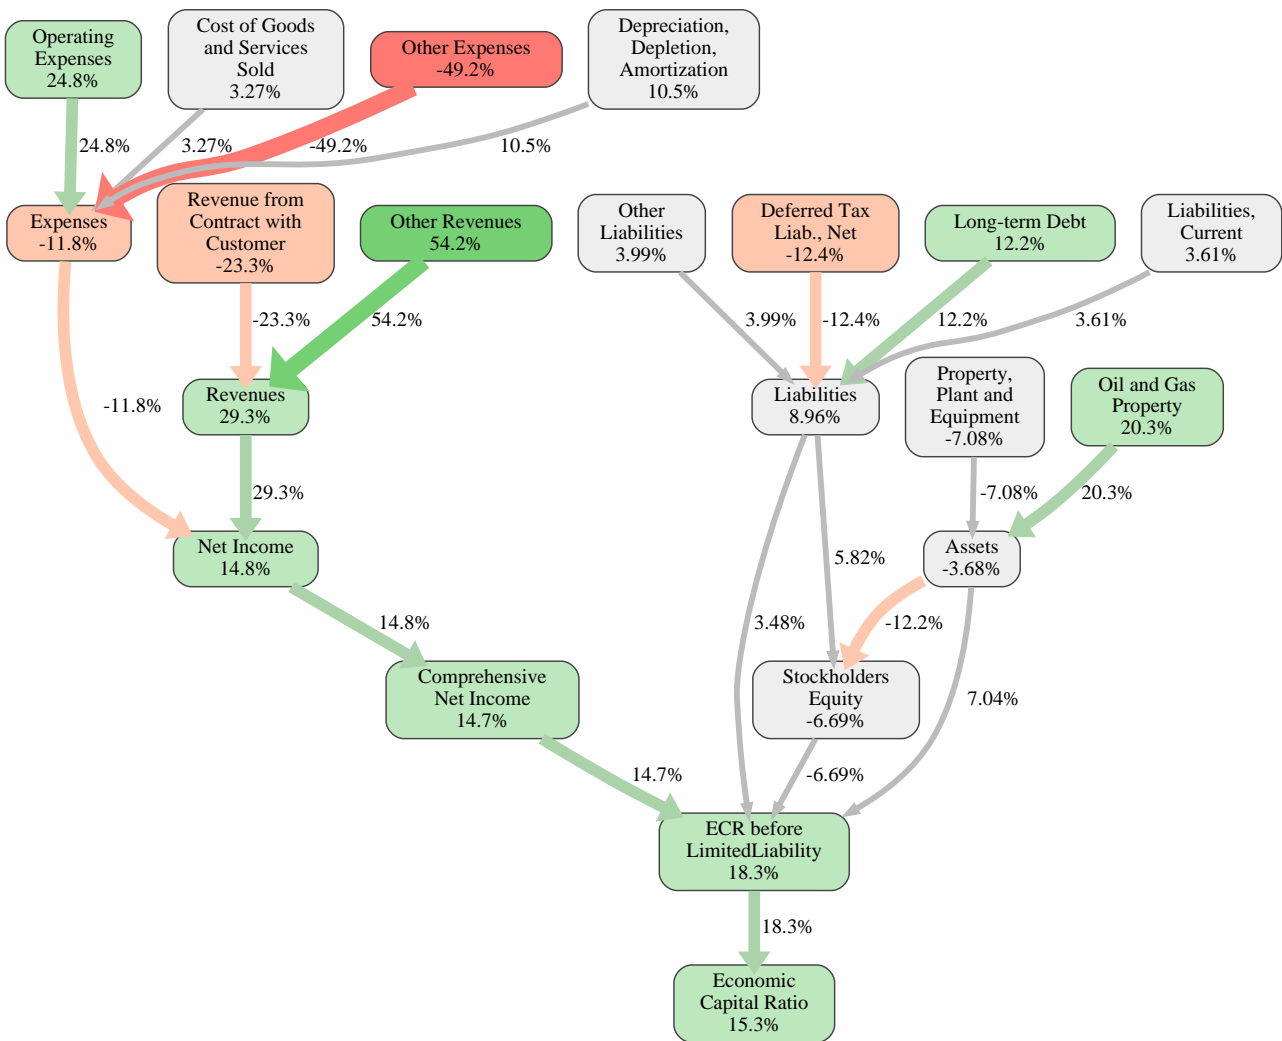 Operating
Expenses
24.8%
Cost of Goods
and Services
Sold
3.27%
Other Expenses
-49.2%
Depreciation,
Depletion,
Amortization
10.5%
24.8%
3.27%
-49.2%
10.5%
Expenses
-11.8%
Revenue from
Contract with
Customer
-23.3%
Other Revenues
54.2%
Other
Liabilities
3.99%
Deferred Tax
Liab., Net
-12.4%
Long-term Debt
12.2%
Liabilities,
Current
3.61%
-23.3%
54.2%
3.99%
-12.4%
12.2%
3.61%
-11.8%
Revenues
29.3%
Liabilities
8.96%
Property,
Plant and
Equipment
-7.08%
Oil and Gas
Property
20.3%
29.3%
-7.08%
20.3%
Net Income
14.8%
5.82%
Assets
-3.68%
14.8%
3.48%
-12.2%
Comprehensive
Net Income
14.7%
Stockholders
Equity
-6.69%
7.04%
14.7%
-6.69%
ECR before
LimitedLiability
18.3%
18.3%
Economic
Capital Ratio
15.3%